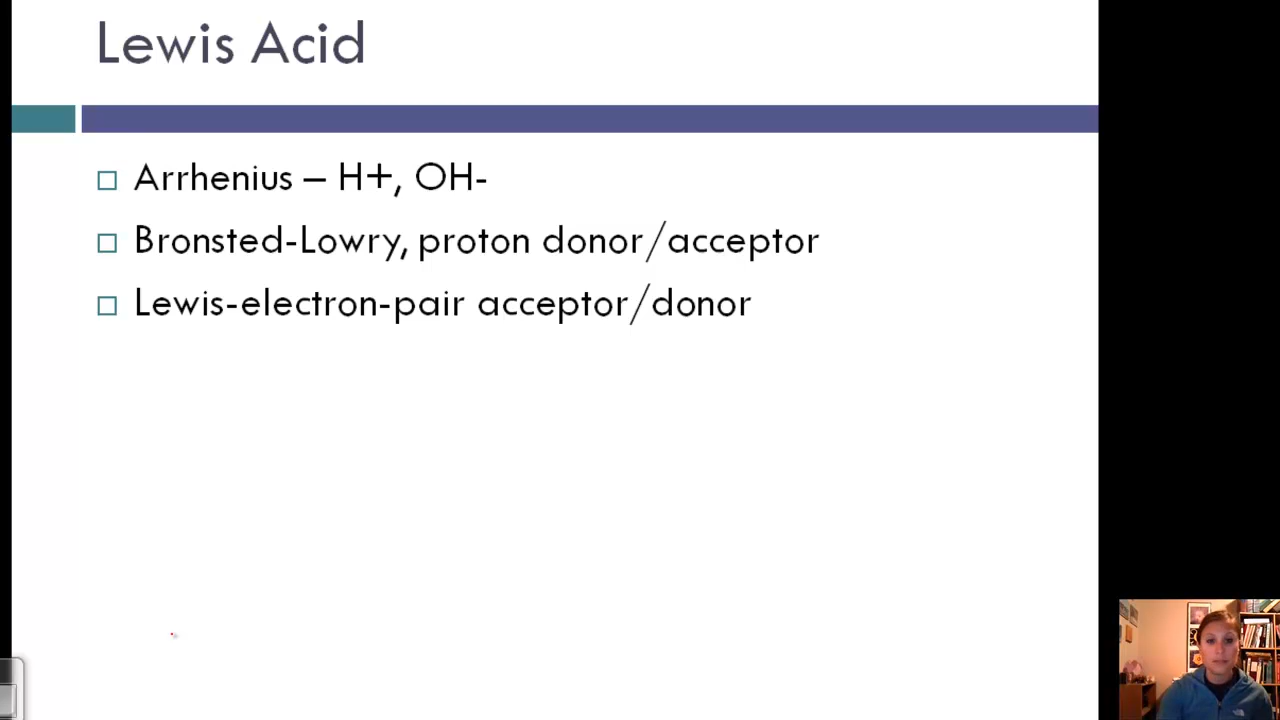 Lewis Acid
Arrhenius – H+, OH-
Bronsted-Lowry, proton donor/acceptor
Lewis-electron-pair acceptor/donor